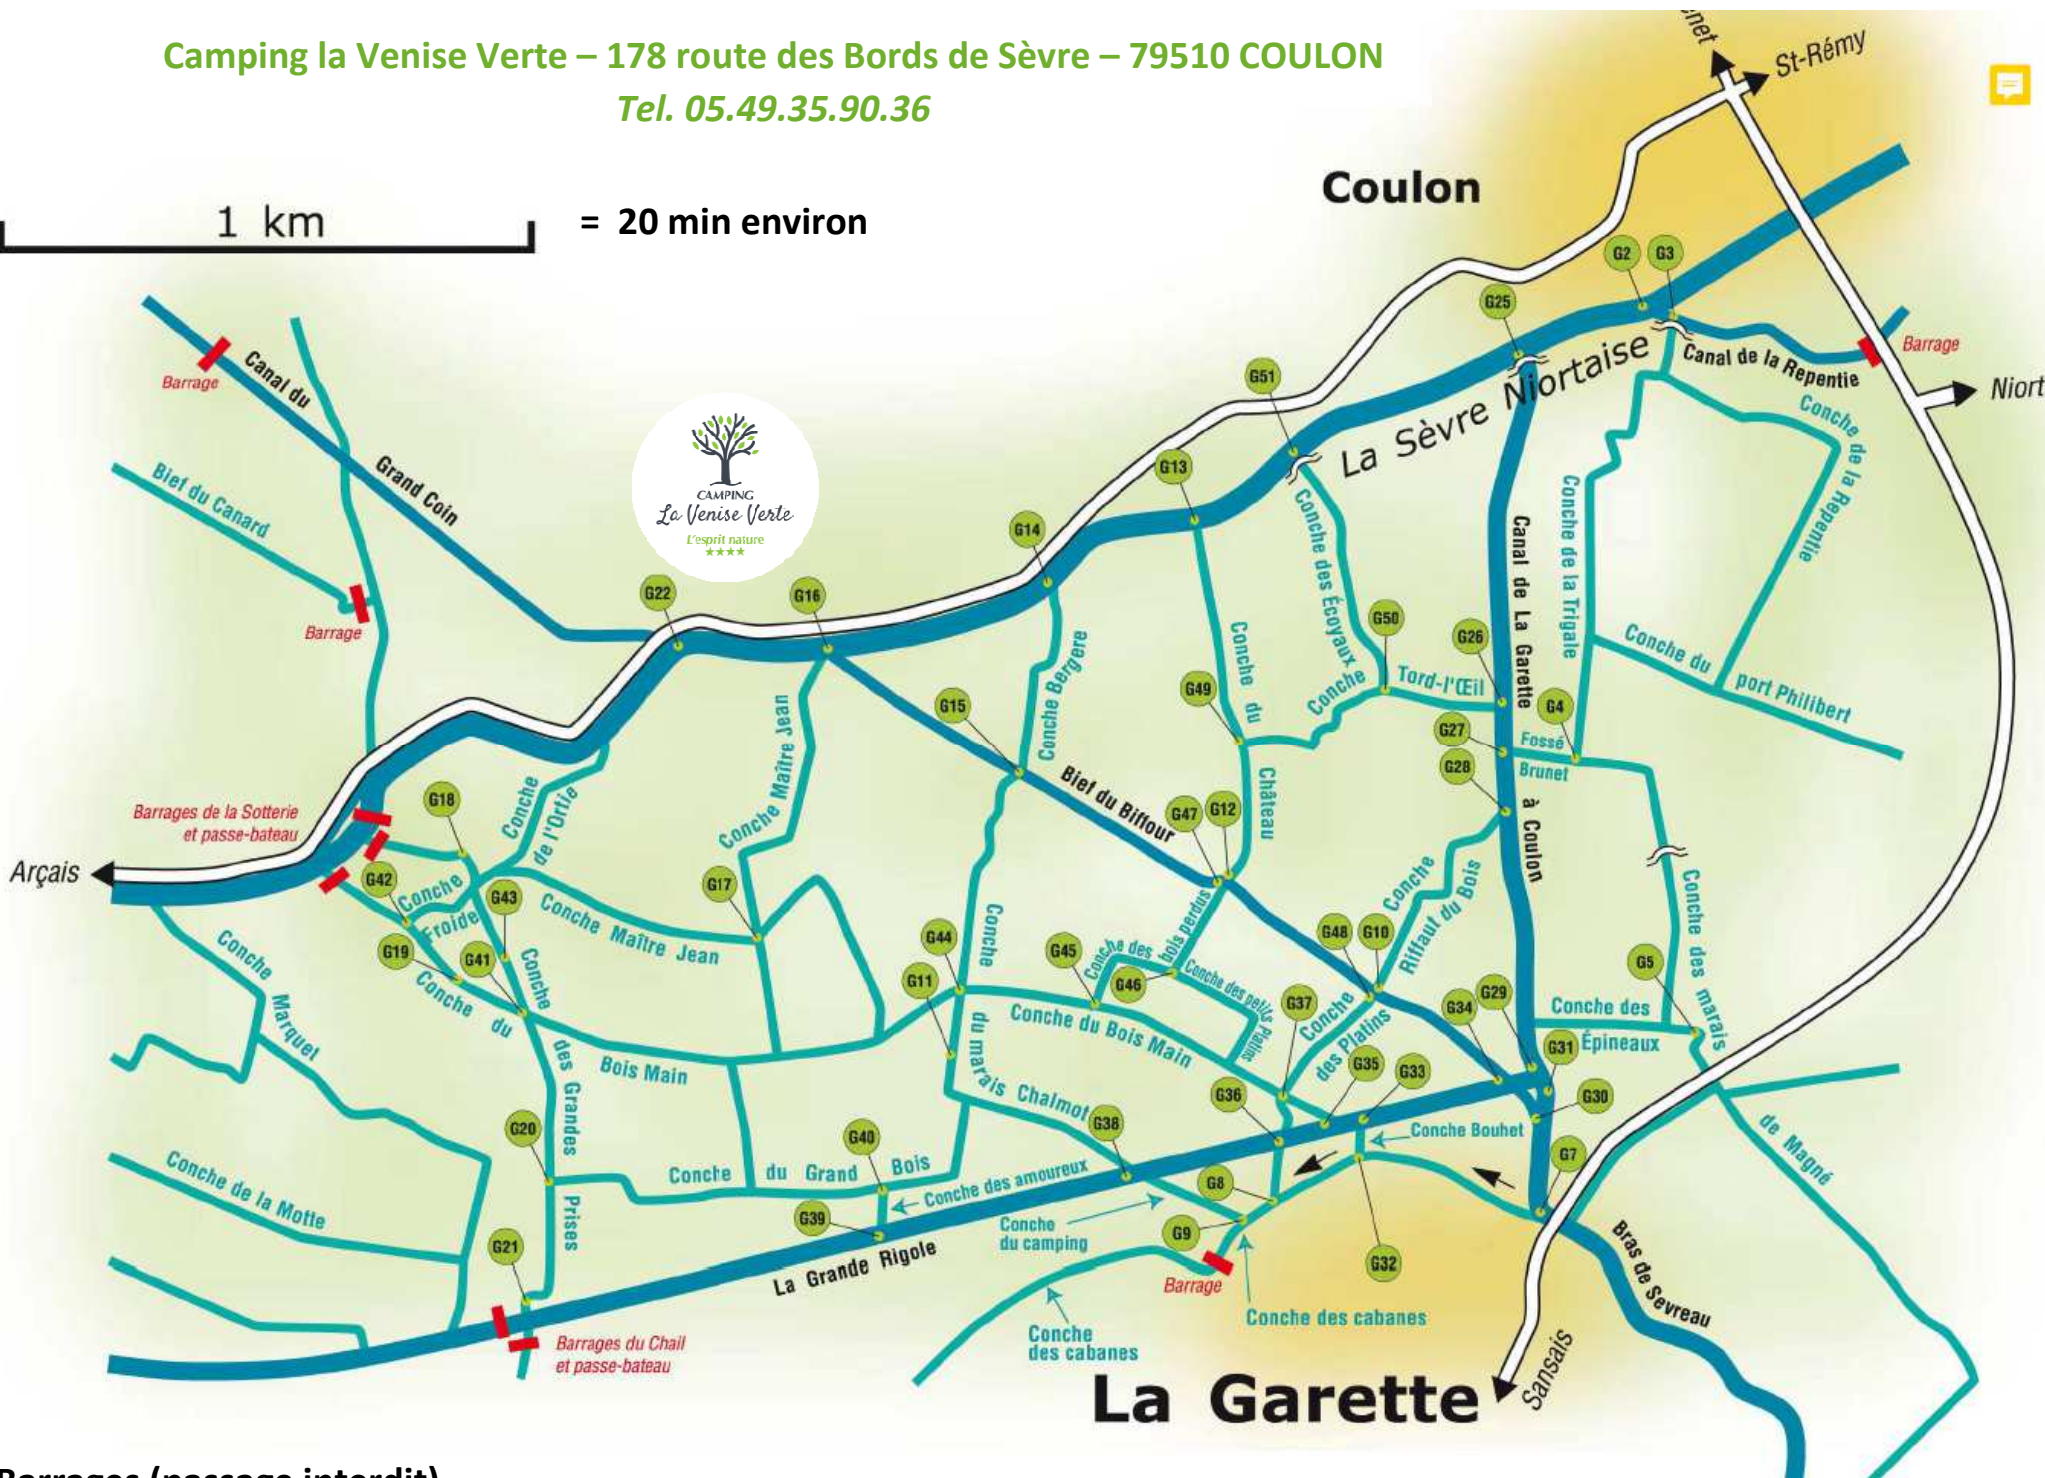 Camping la Venise Verte – 178 route des Bords de Sèvre – 79510 COULON
Tel. 05.49.35.90.36
St-Rémy
Coulon
1 km
= 20 min environ
G2
G3
G25
Barrage
Niort
Canal de la Repentie
La Sèvre Niortaise
Barrage
Canal du
Grand Coin
G51
Conche de la Repentie
CAMPING
La Venise Verte
L'esprit nature
Bief du Canard
Barrage
G13
G14
G22
G16
Conche des Écoyaux
Canal de La Garette
à Coulon
Conche de la Trigale
Conche du
port Philibert
G50
G26
Conche
Tord-l'Œil
G49
Conche du
Château
G15
Conche Bergere
Conche Maître Jean
G27
G4
Fossé
Brunet
G28
Bief du Biffour
G47
G12
Barrages de la Sotterie
et passe-bateau
G18
Conche
de l'Ortie
Arçais
G42
Conche
Froide
G43
G17
Conche Maître Jean
Conche
Riffaut du Bois
Conche des marais
de Magné
G19
G41
Conche du
Bois Main
Conche
des Grandes
Prises
G44
G11
Conche
du marais Chalmot
G45
Conche des
bois perdus
G46
Conche des petits Platins
G48
G10
G5
G37
Conche
des Platins
G34
G29
Conche des
Épineaux
G31
Conche
Marquet
Conche du Bois Main
G35
G33
G36
G30
Conche Bouhet
G20
G40
G38
G7
Conche de la Motte
Conche du Grand Bois
Conche des amoureux
G8
G21
G39
Conche
du camping
G9
G32
La Grande Rigole
Barrage
Conche des cabanes
Bras de Sevreau
Conche
des cabanes
Barrages du Chail
et passe-bateau
La Garette
Sansais
Barrages (passage interdit)